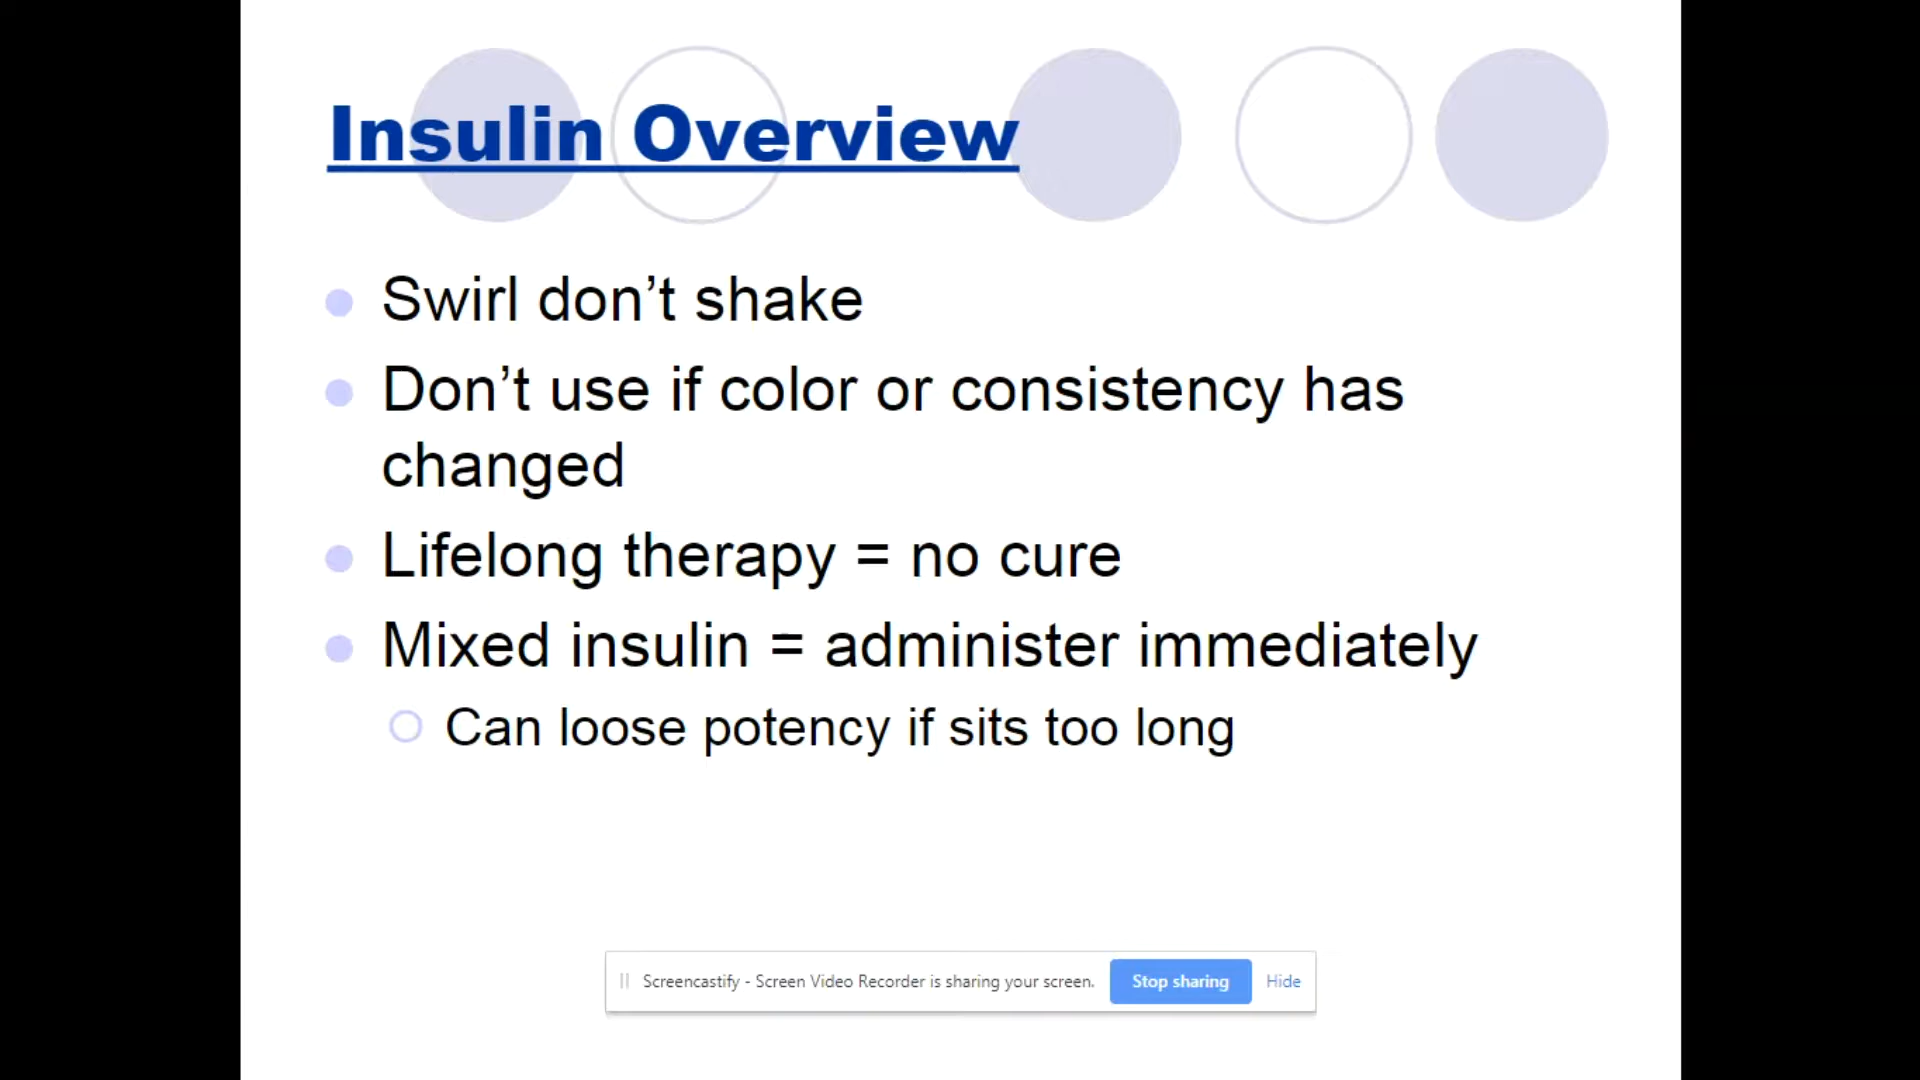 Insulin Overview
Swirl don’t shake
Don’t use if color or consistency has
changed
Lifelong therapy = no cure
Mixed insulin = administer immediately
Can loose potency if sits too long
Screencastify - Screen Video Recorder is sharing your screen. Stop sharing Hide